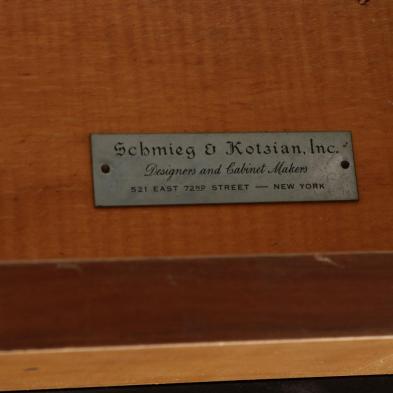 Schmieg & Kotzian, Inc.
Designers and Cabinet Makers
521 EAST 72ND STREET — NEW YORK